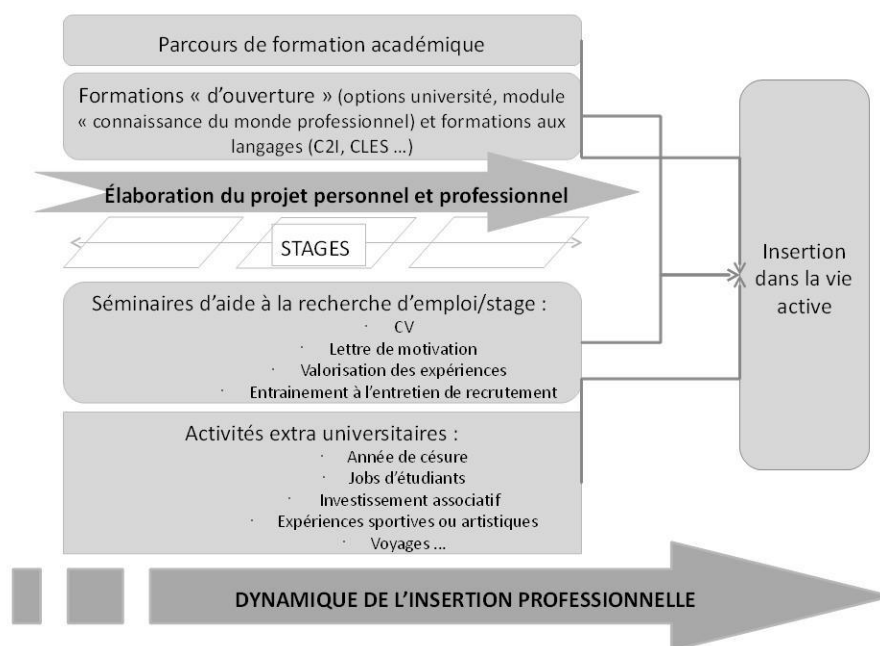 Parcours de formation académique
Formations « d'ouverture » (options université, module
« connaissance du monde professionnel) et formations aux
langages (C2I, CLES ...)
Élaboration du projet personnel et professionnel
STAGES
Séminaires d'aide à la recherche d'emploi/stage :
· CV
· Lettre de motivation
· Valorisation des expériences
· Entrainement à l'entretien de recrutement
Activités extra universitaires :
· Année de césure
· Jobs d'étudiants
· Investissement associatif
· Expériences sportives ou artistiques
· Voyages ...
Insertion
dans la vie
active
DYNAMIQUE DE L'INSERTION PROFESSIONNELLE